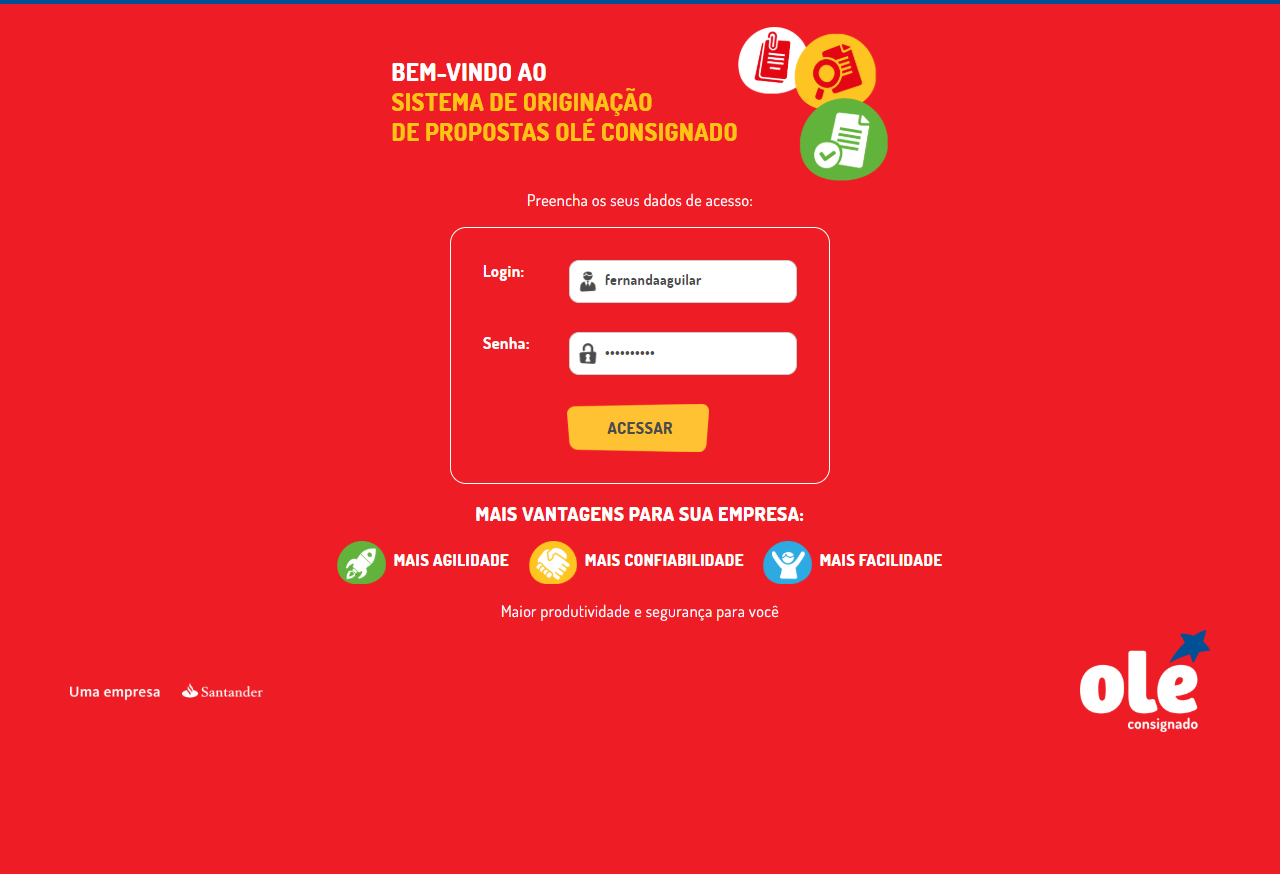 BEM-VINDO AO
SISTEMA DE ORIGINAÇÃO
DE PROPOSTAS OLÉ CONSIGNADO
Preencha os seus dados de acesso:
Login:
fernandaaguilar
Senha:
••••••••••
ACESSAR
MAIS VANTAGENS PARA SUA EMPRESA:
MAIS AGILIDADE MAIS CONFIABILIDADE MAIS FACILIDADE
Maior produtividade e segurança para você
Uma empresa Santander
olé
consignado